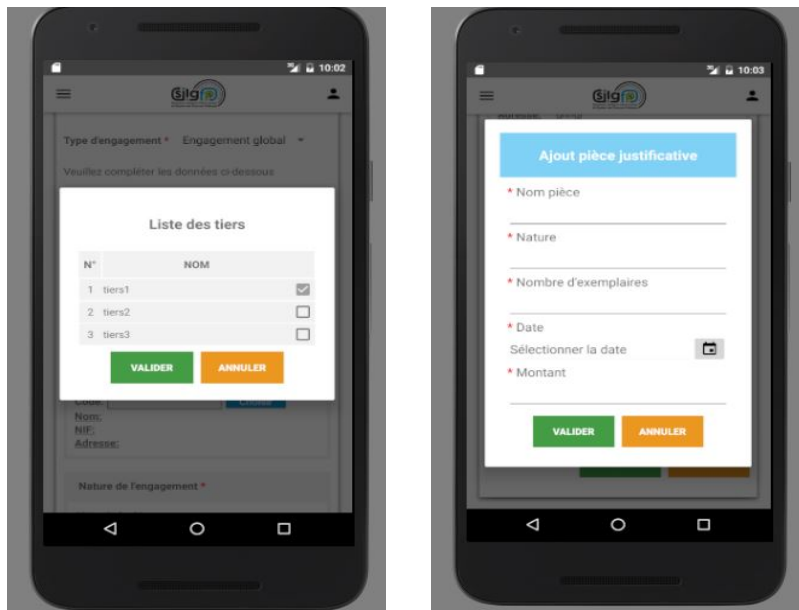 10:02
Sjlg
Type d'engagement * Engagement global
Veuillez compléter les données ci-dessous
Liste des tiers
N° NOM
1 tiers1
2 tiers2
3 tiers3
VALIDER ANNULER
Code:
Nom:
NIF:
Adresse:
Nature de l'engagement *
10:03
Ajout pièce justificative
* Nom pièce
* Nature
* Nombre d'exemplaires
* Date
Sélectionner la date
* Montant
VALIDER ANNULER